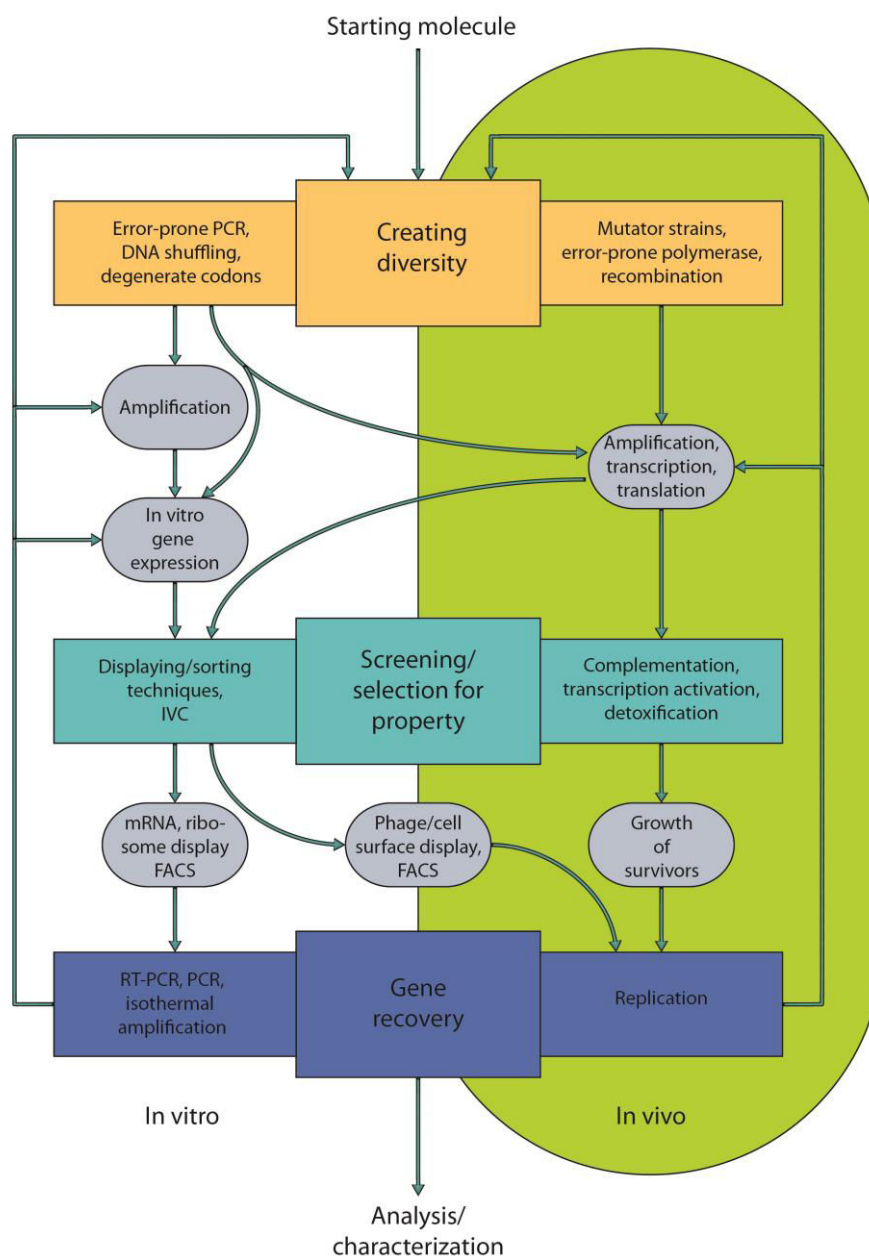 Starting molecule
Error-prone PCR,
DNA shuffling,
degenerate codons
Creating
diversity
Mutator strains,
error-prone polymerase,
recombination
Amplification
Amplification,
transcription,
translation
In vitro
gene
expression
Displaying/sorting
techniques,
IVC
Screening/
selection for
property
Complementation,
transcription activation,
detoxification
mRNA, ribo-
some display
FACS
Phage/cell
surface display,
FACS
Growth
of
survivors
RT-PCR, PCR,
isothermal
amplification
Gene
recovery
Replication
In vitro
In vivo
Analysis/
characterization